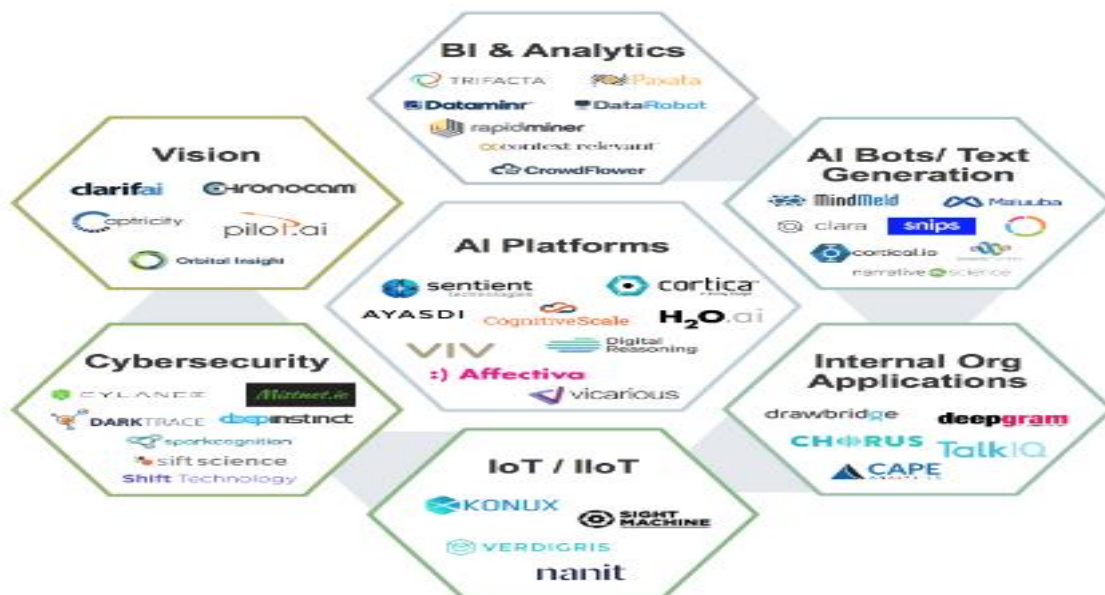 BI & Analytics
TRIFACTA Paxata
Dataminr DataRobot
rapidminer
context relevant
CrowdFlower
Vision
clarifai Chronocam
Captricity pilot.ai
Orbital Insight
AI Bots/ Text
Generation
MindMeld Maluuba
clara snips
cortical.io
narrative science
AI Platforms
sentient
technologies
cortica
AYASDI CognitiveScale H2O.ai
VIV Digital
Reasoning
:) Affectiva
vicarious
Cybersecurity
CYLANCE Mistnet.io
DARKTRACE deepinstinct
sparkcognition
sift science
Shift Technology
Internal Org
Applications
drawbridge deepgram
CHORUS TalkIQ
CAPE
ANALYTICS
IoT / IIoT
KONUX SIGHT
MACHINE
VERDIGRIS
nanit